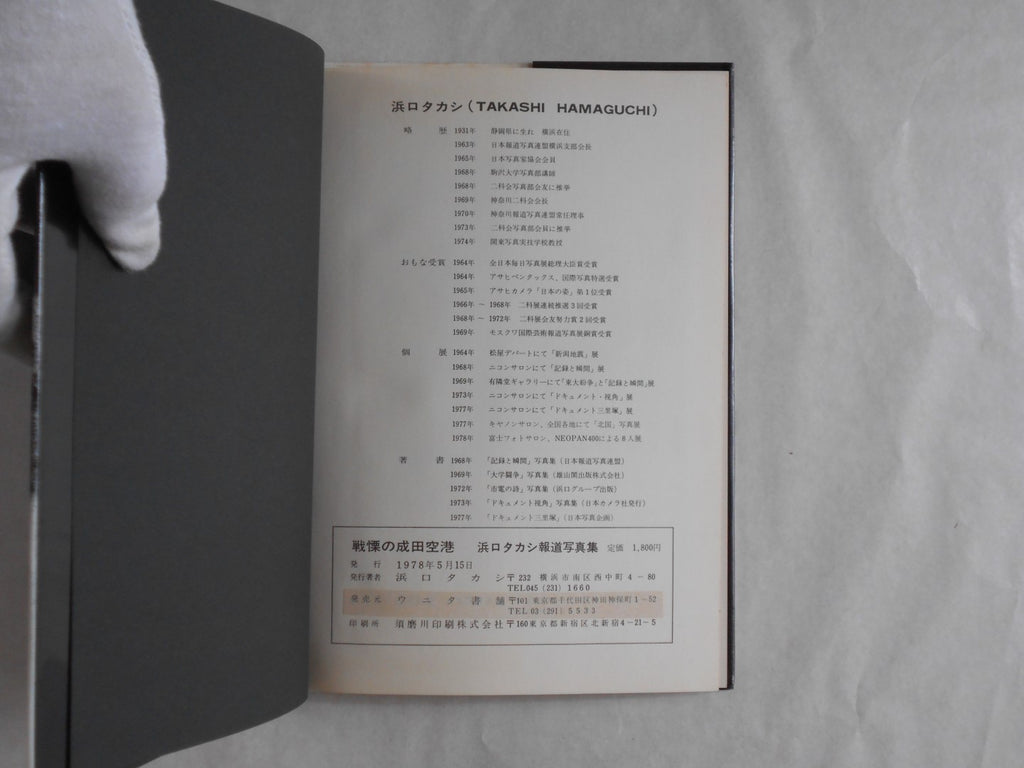 浜口タカシ(TAKASHI HAMAGUCHI)
略 歴 1931年 静岡県に生れ 横浜在住
1963年 日本報道写真連盟横浜支部会長
1965年 日本写真家協会会員
1968年 駒沢大学写真部講師
1968年 二科会写真部会友に推挙
1969年 神奈川二科会会長
1970年 神奈川報道写真連盟常任理事
1973年 二科会写真部会員に推挙
1974年 関東写真実技学校教授
おもな受賞 1964年 全日本毎日写真展総理大臣賞受賞
1964年 アサヒペンタックス、国際写真特選受賞
1965年 アサヒカメラ「日本の姿」第1位受賞
1966年 ~ 1968年 二科展連続推選3回受賞
1968年 ~ 1972年 二科展会友努力賞2回受賞
1969年 モスクワ国際芸術報道写真展銅賞受賞
個 展 1964年 松屋デパートにて「新潟地震」展
1968年 ニコンサロンにて「記録と瞬間」展
1969年 有隣堂ギャラリーにて「東大紛争」と「記録と瞬間」展
1973年 ニコンサロンにて「ドキュメント・視角」展
1977年 ニコンサロンにて「ドキュメント三里塚」展
1977年 キヤノンサロン、全国各地にて「北国」写真展
1978年 富士フォトサロン、NEOPAN400による8人展
著 書 1968年 「記録と瞬間」写真集(日本報道写真連盟)
1969年 「大学闘争」写真集(雄山閣出版株式会社)
1972年 「市電の詩」写真集(浜口グループ出版)
1973年 「ドキュメント視角」写真集(日本カメラ社発行)
1977年 「ドキュメント三里塚」(日本写真企画)
戦慄の成田空港 浜口タカシ報道写真集 定価 1,800円
発 行 1978年5月15日
発行著者 浜口タカシ 〒232 横浜市南区西中町4-80
TEL 045 (231) 1660
発売元 ウニタ書舗 〒101 東京都千代田区神田神保町1-52
TEL 03 (291) 5533
印刷所 須磨川印刷株式会社 〒160 東京都新宿区北新宿4-21-5